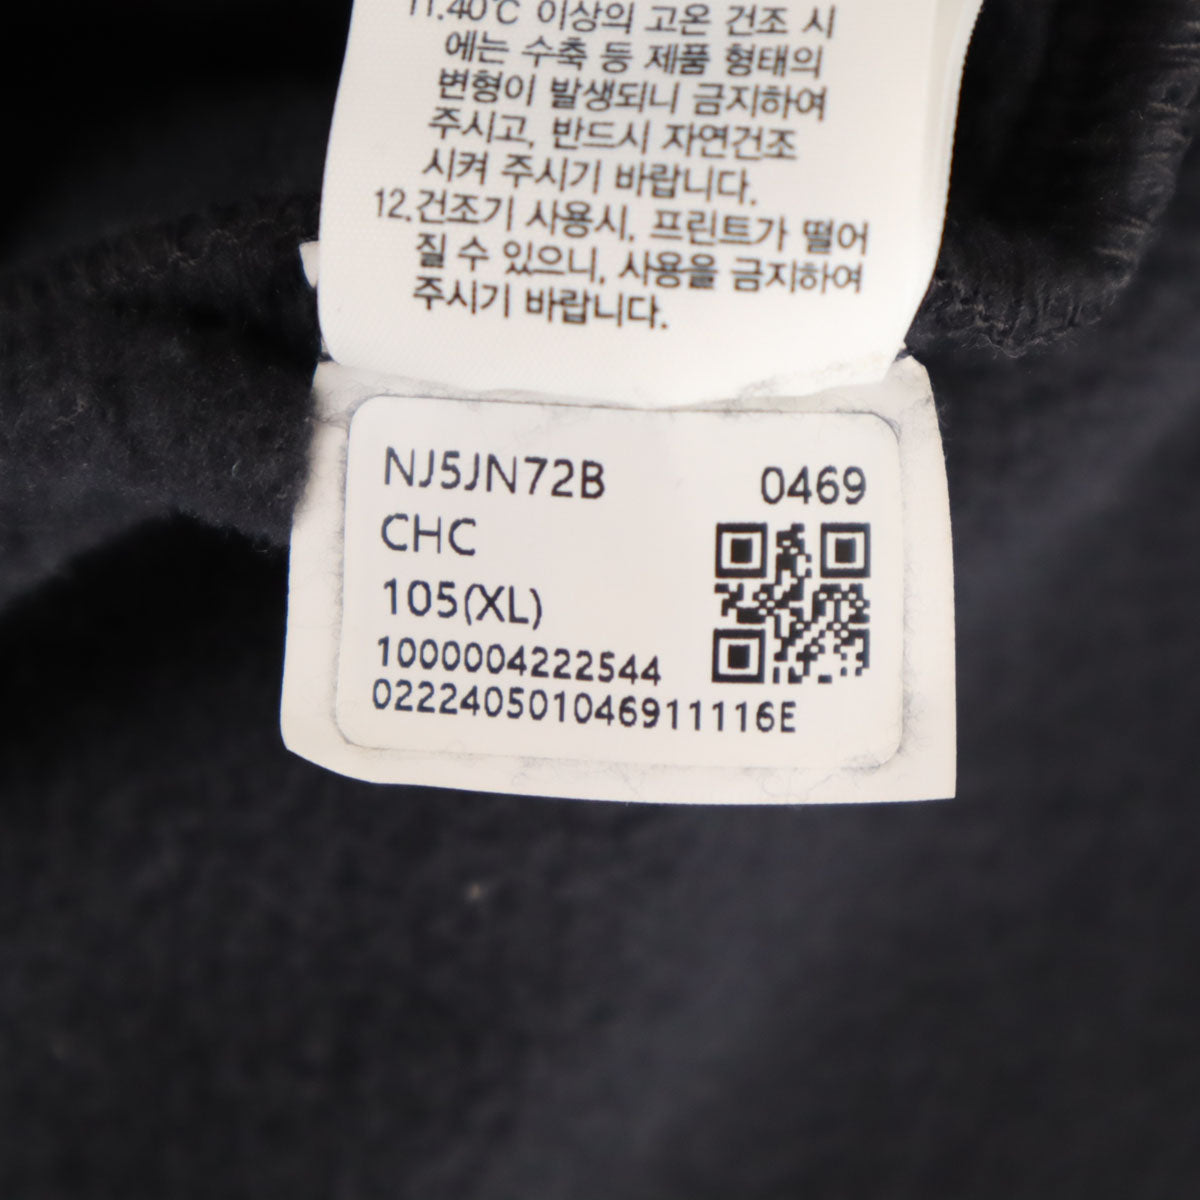 11.40℃ 이상의 고온 건조 시
에는 수축 등 제품 형태의
변형이 발생되니 금지하여
주시고, 반드시 자연건조
시켜 주시기 바랍니다.
12.건조기 사용시, 프린트가 떨어
질 수 있으니, 사용을 금지하여
주시기 바랍니다.
NJ5JN72B
0469
CHC
105(XL)
1000004222544
022240501046911116E